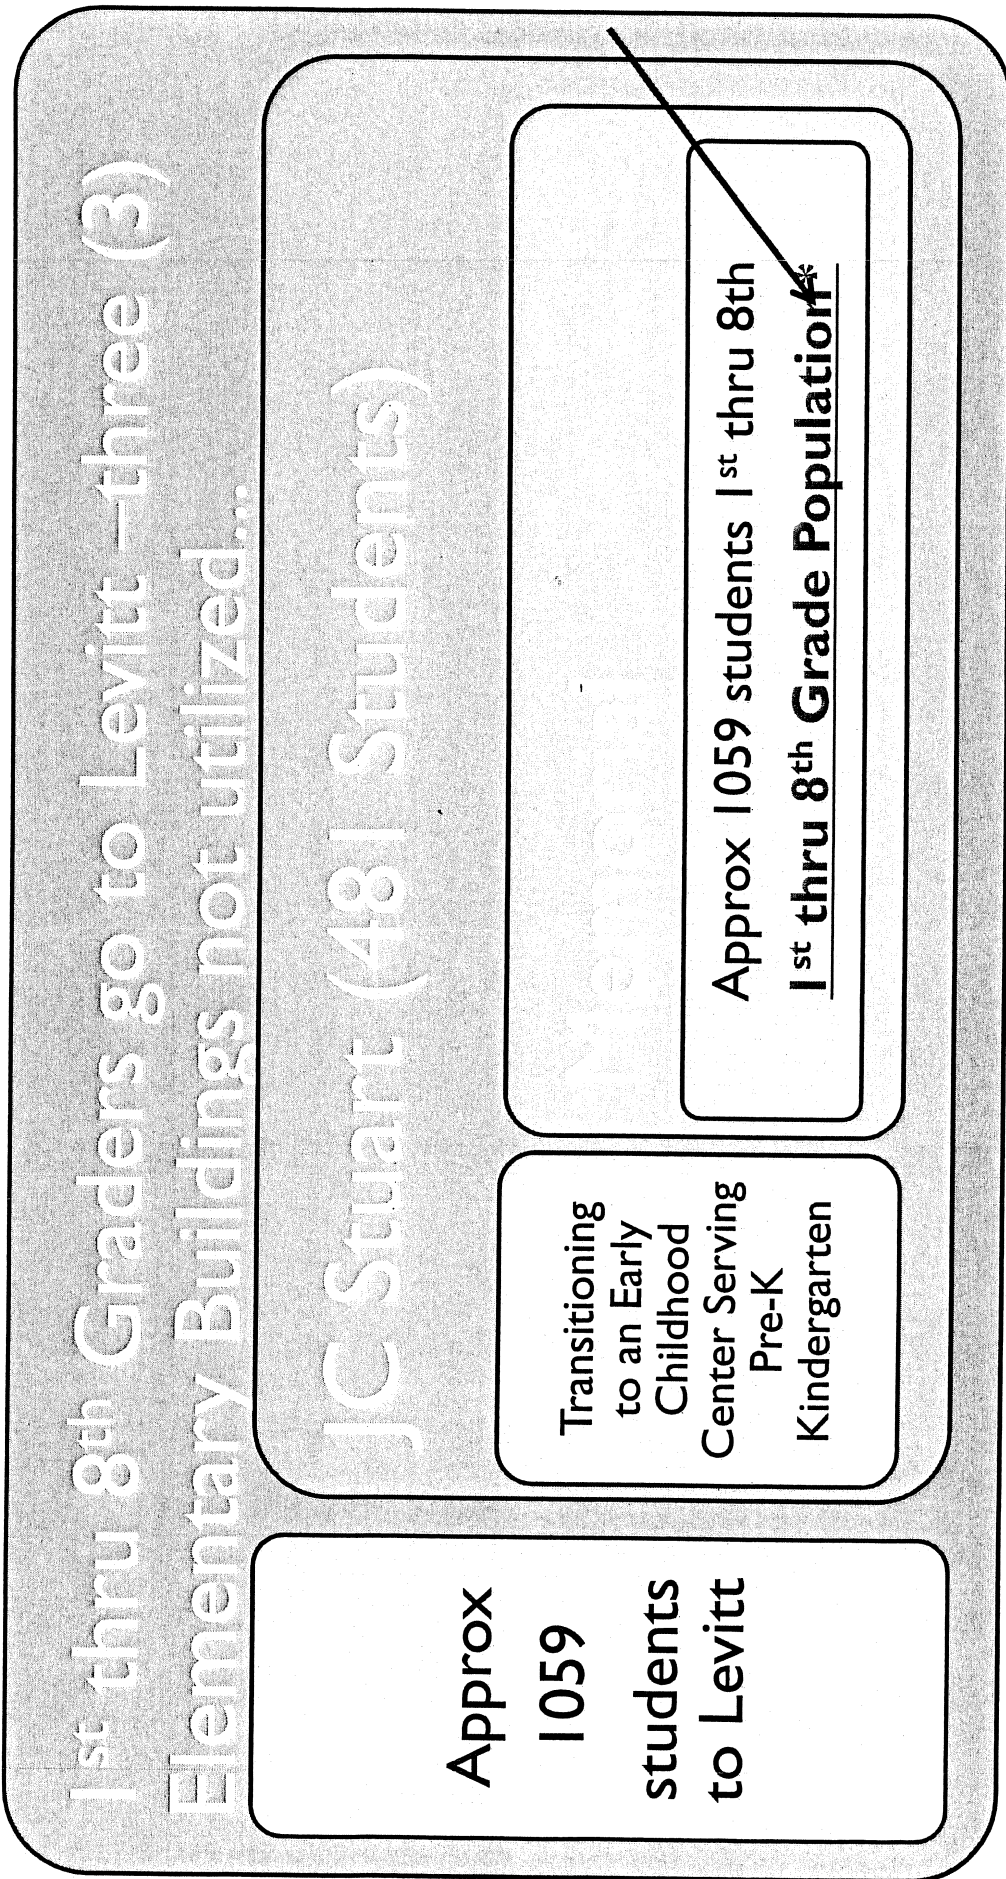 1st thru 8th Graders go to Levitt –three (3)
Elementary Buildings not utilized...
JC Stuart (481 Students)
Approx
1059
students
to Levitt
Transitioning
to an Early
Childhood
Center Serving
Pre-K
Kindergarten
Approx 1059 students 1st thru 8th
1st thru 8th Grade Population*